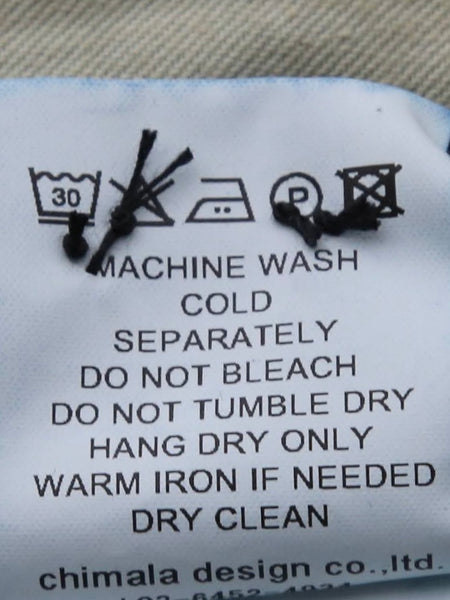 30 P
MACHINE WASH
COLD
SEPARATELY
DO NOT BLEACH
DO NOT TUMBLE DRY
HANG DRY ONLY
WARM IRON IF NEEDED
DRY CLEAN
chimala design co.,ltd.